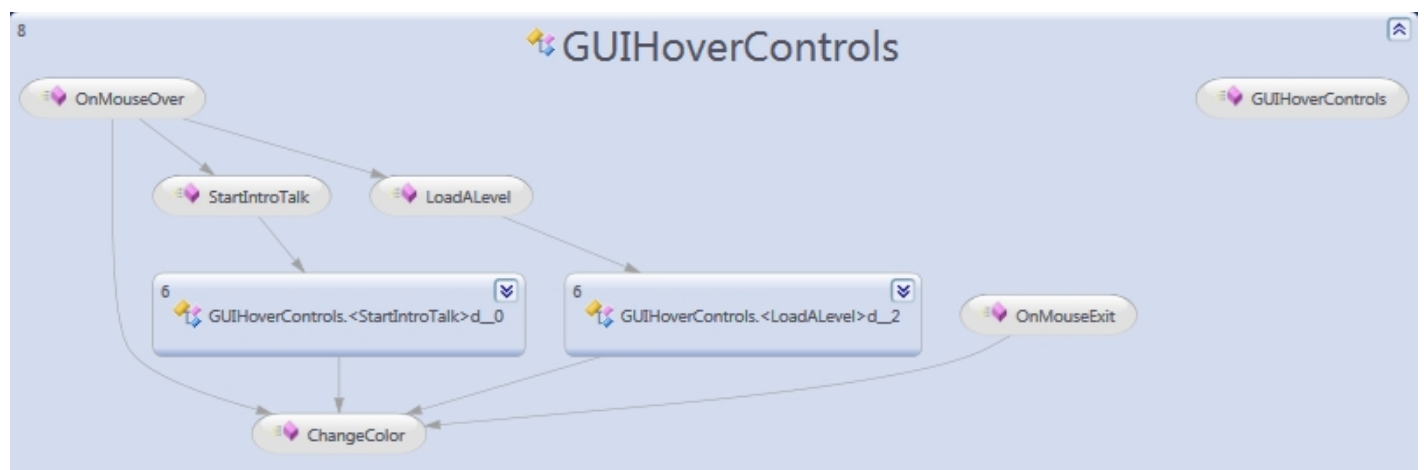 8
GUIHoverControls
OnMouseOver
GUIHoverControls
StartIntroTalk
LoadALevel
6
GUIHoverControls.<StartIntroTalk>d__0
6
GUIHoverControls.<LoadALevel>d__2
OnMouseExit
ChangeColor